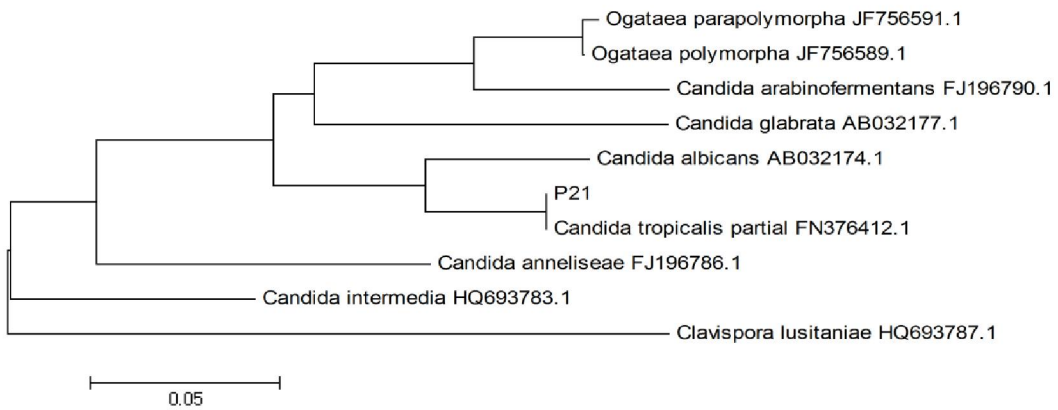 Ogataea parapolymorpha JF756591.1
Ogataea polymorpha JF756589.1
Candida arabinofermentans FJ196790.1
Candida glabrata AB032177.1
Candida albicans AB032174.1
P21
Candida tropicalis partial FN376412.1
Candida anneliseae FJ196786.1
Candida intermedia HQ693783.1
Clavispora lusitaniae HQ693787.1
0.05